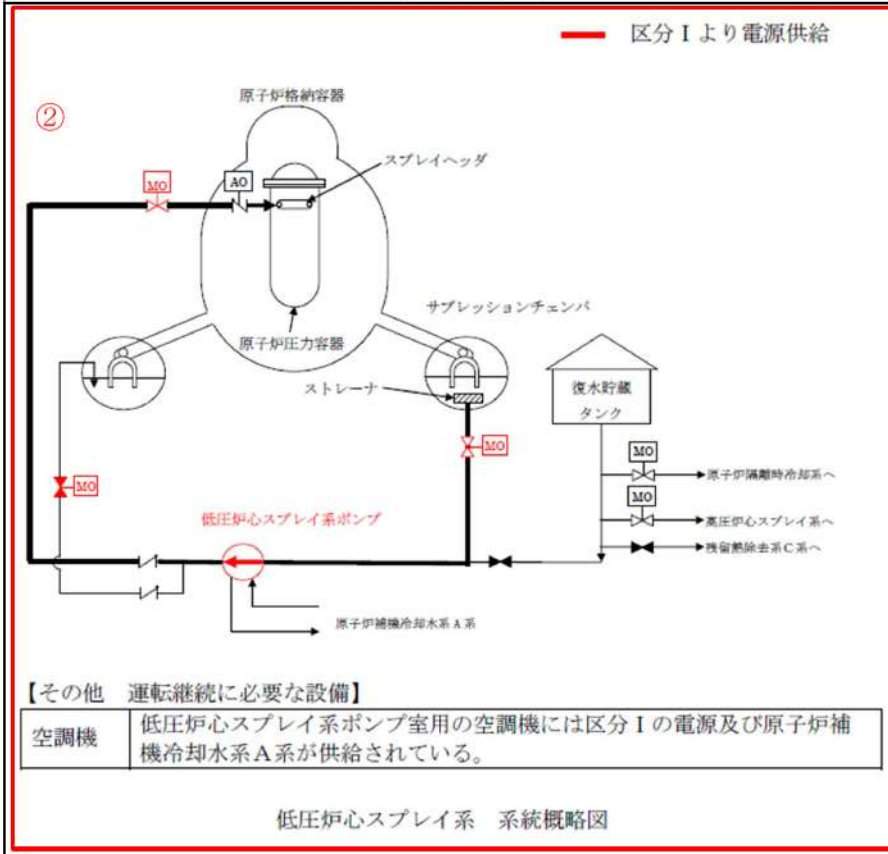 区分Ⅰより電源供給
②
原子炉格納容器
スプレイヘッダ
MO
AO
サプレッションチェンバ
原子炉圧力容器
ストレーナ
復水貯蔵
タンク
MO
MO
原子炉隔離時冷却系へ
MO
MO
高圧炉心スプレイ系へ
低圧炉心スプレイ系ポンプ
残留熱除去系C系へ
原子炉補機冷却水系A系
【その他 運転継続に必要な設備】
空調機
低圧炉心スプレイ系ポンプ室用の空調機には区分Ⅰの電源及び原子炉補
機冷却水系A系が供給されている。
低圧炉心スプレイ系 系統概略図